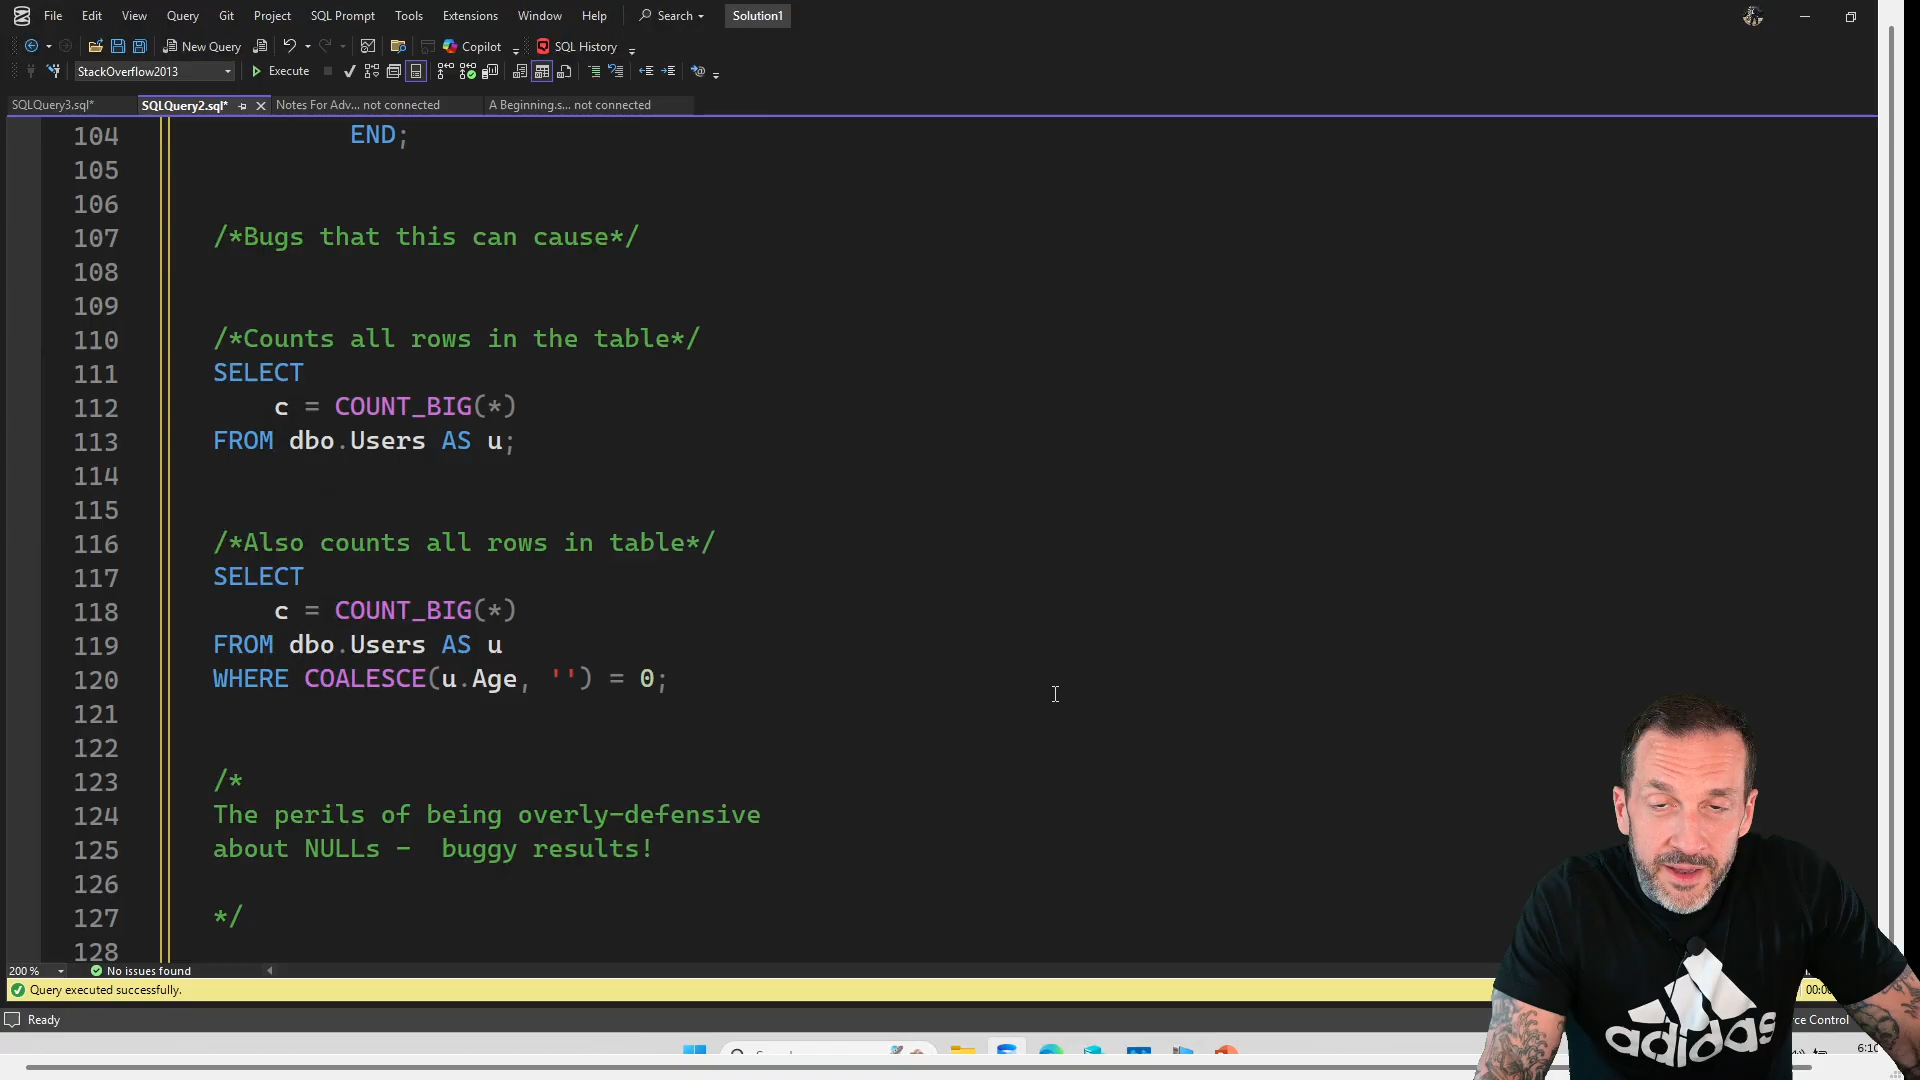 File Edit View Query Git Project SQL Prompt Tools Extensions Window Help Search Solution1
New Query Copilot SQL History
StackOverflow2013 Execute
SQLQuery3.sql* SQLQuery2.sql* Notes For Adv... not connected A Beginning.s... not connected
104 END;
105
106
107 /*Bugs that this can cause*/
108
109
110 /*Counts all rows in the table*/
111 SELECT
112 c = COUNT_BIG(*)
113 FROM dbo.Users AS u;
114
115
116 /*Also counts all rows in table*/
117 SELECT
118 c = COUNT_BIG(*)
119 FROM dbo.Users AS u
120 WHERE COALESCE(u.Age, '') = 0;
121
122
123 /*
124 The perils of being overly-defensive
125 about NULLs - buggy results!
126
127 */
128
200 % No issues found
Query executed successfully.
Ready
adidas